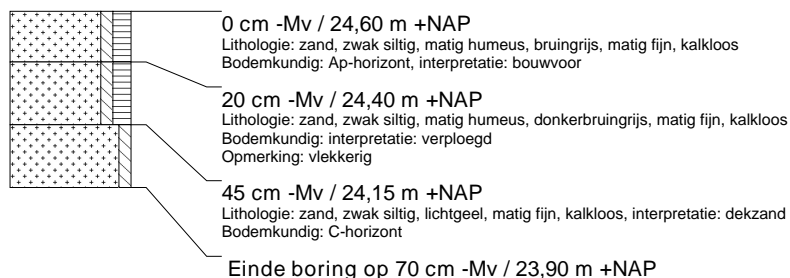 0 cm -Mv / 24,60 m +NAP
Lithologie: zand, zwak siltig, matig humeus, bruingrijs, matig fijn, kalkloos
Bodemkundig: Ap-horizont, interpretatie: bouwvoor
20 cm -Mv / 24,40 m +NAP
Lithologie: zand, zwak siltig, matig humeus, donkerbruingrijs, matig fijn, kalkloos
Bodemkundig: interpretatie: verploegd
Opmerking: vlekkerig
45 cm -Mv / 24,15 m +NAP
Lithologie: zand, zwak siltig, lichtgeel, matig fijn, kalkloos, interpretatie: dekzand
Bodemkundig: C-horizont
Einde boring op 70 cm -Mv / 23,90 m +NAP